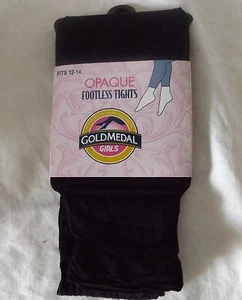 FITS 12-14
OPAQUE
FOOTLESS TIGHTS
GOLDMEDAL
GIRLS